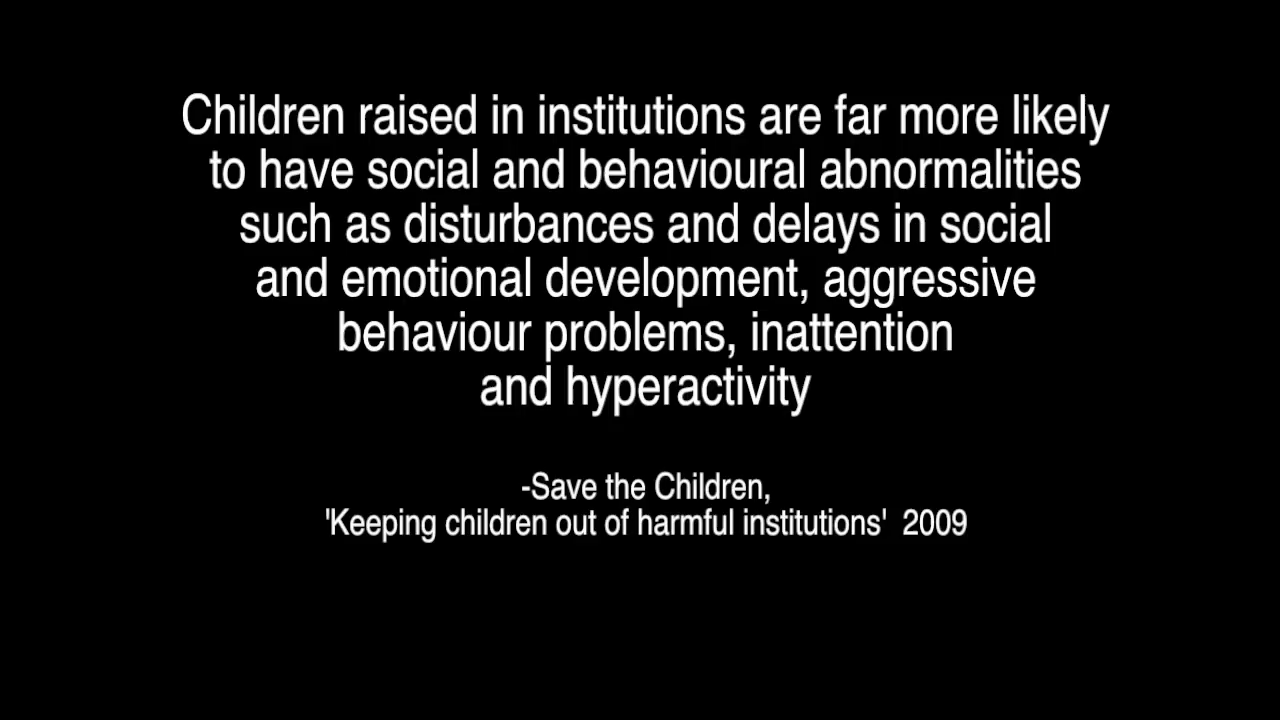 Children raised in institutions are far more likely
to have social and behavioural abnormalities
such as disturbances and delays in social
and emotional development, aggressive
behaviour problems, inattention
and hyperactivity
-Save the Children,
'Keeping children out of harmful institutions'  2009